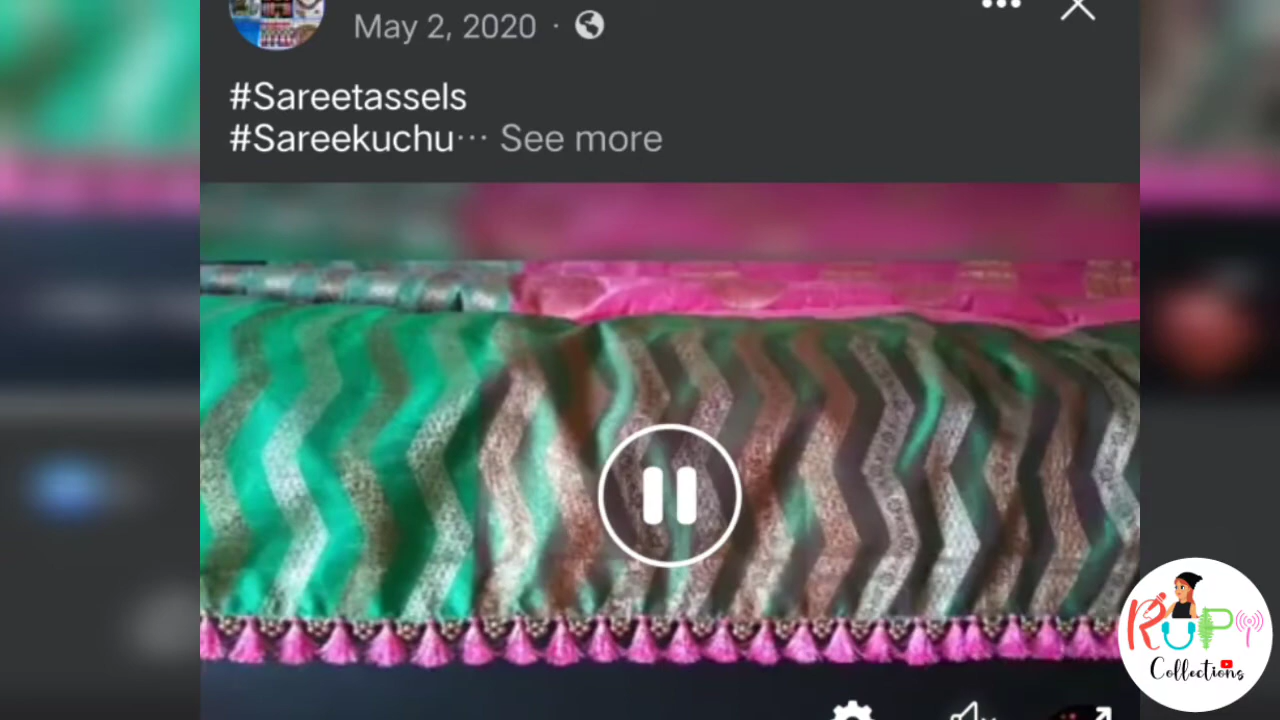 May 2, 2020 ·
#Sareetassels
#Sareekuchu··· See more
RUPI
Collections